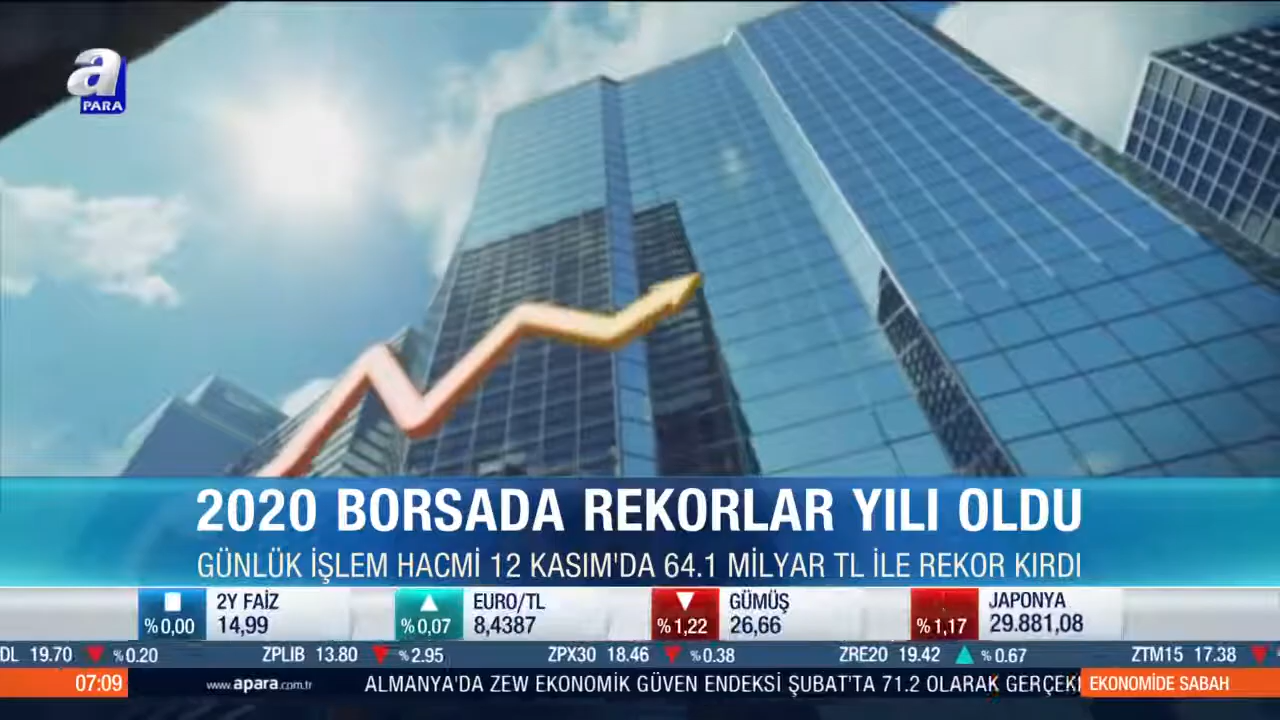 a
PARA
2020 BORSADA REKORLAR YILI OLDU
GÜNLÜK İŞLEM HACMİ 12 KASIM'DA 64.1 MİLYAR TL İLE REKOR KIRDI
%0,00 2Y FAİZ 14,99
%0,07 EURO/TL 8,4387
%1,22 GÜMÜŞ 26,66
%1,17 JAPONYA 29.881,08
DL 19.70 %0.20 ZPLIB 13.80 %2.95 ZPX30 18.46 %0.38 ZRE20 19.42 %0.67 ZTM15 17.38
07:09 www.apara.com.tr ALMANYA'DA ZEW EKONOMİK GÜVEN ENDEKSİ ŞUBAT'TA 71.2 OLARAK GERÇEK EKONOMİDE SABAH